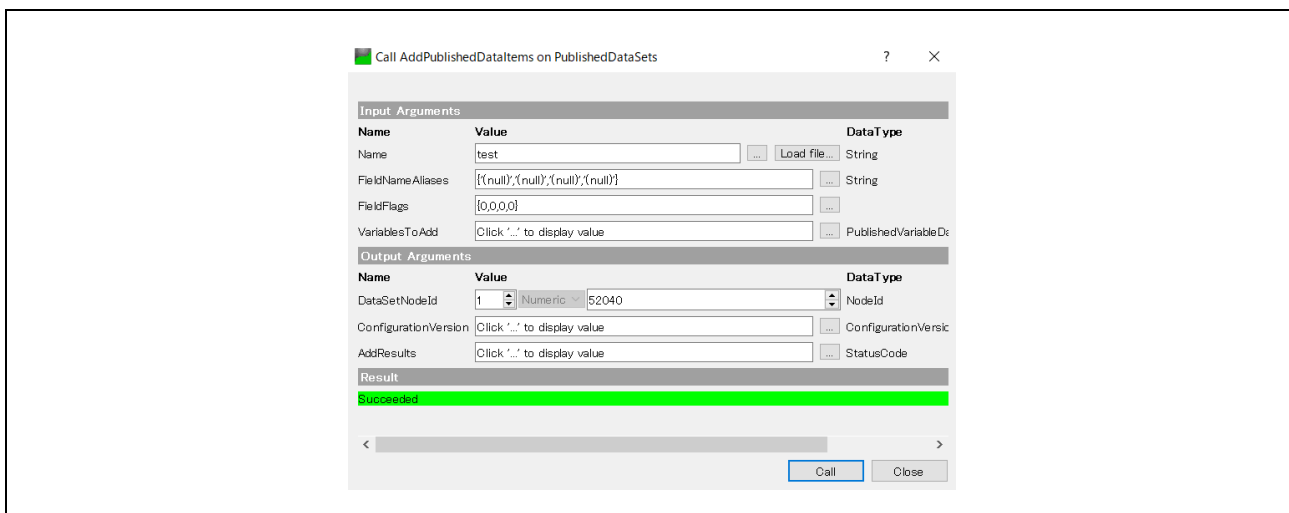 Call AddPublishedDataItems on PublishedDataSets ? ×
Input Arguments
Name Value DataType
Name test ... Load file... String
FieldNameAliases {'(null)','(null)','(null)','(null)'} ... String
FieldFlags {0,0,0,0} ...
VariablesToAdd Click '...' to display value ... PublishedVariableDa
Output Arguments
Name Value DataType
DataSetNodeId 1 Numeric 52040 NodeId
ConfigurationVersion Click '...' to display value ... ConfigurationVersic
AddResults Click '...' to display value ... StatusCode
Result
Succeeded
Call Close